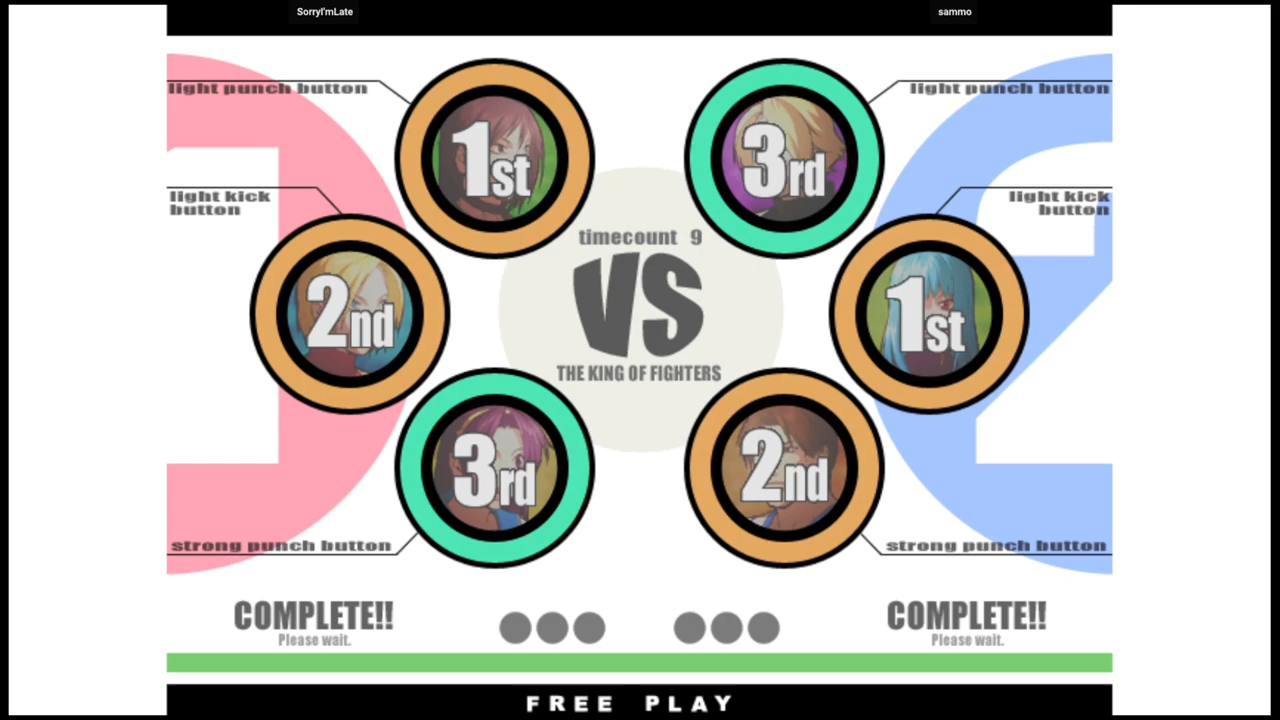 SorryI'mLate
sammo
light punch button
light punch button
1st
3rd
light kick
button
light kick
button
timecount 9
VS
THE KING OF FIGHTERS
2nd
1st
3rd
2nd
strong punch button
strong punch button
COMPLETE!!
Please wait.
COMPLETE!!
Please wait.
FREE PLAY